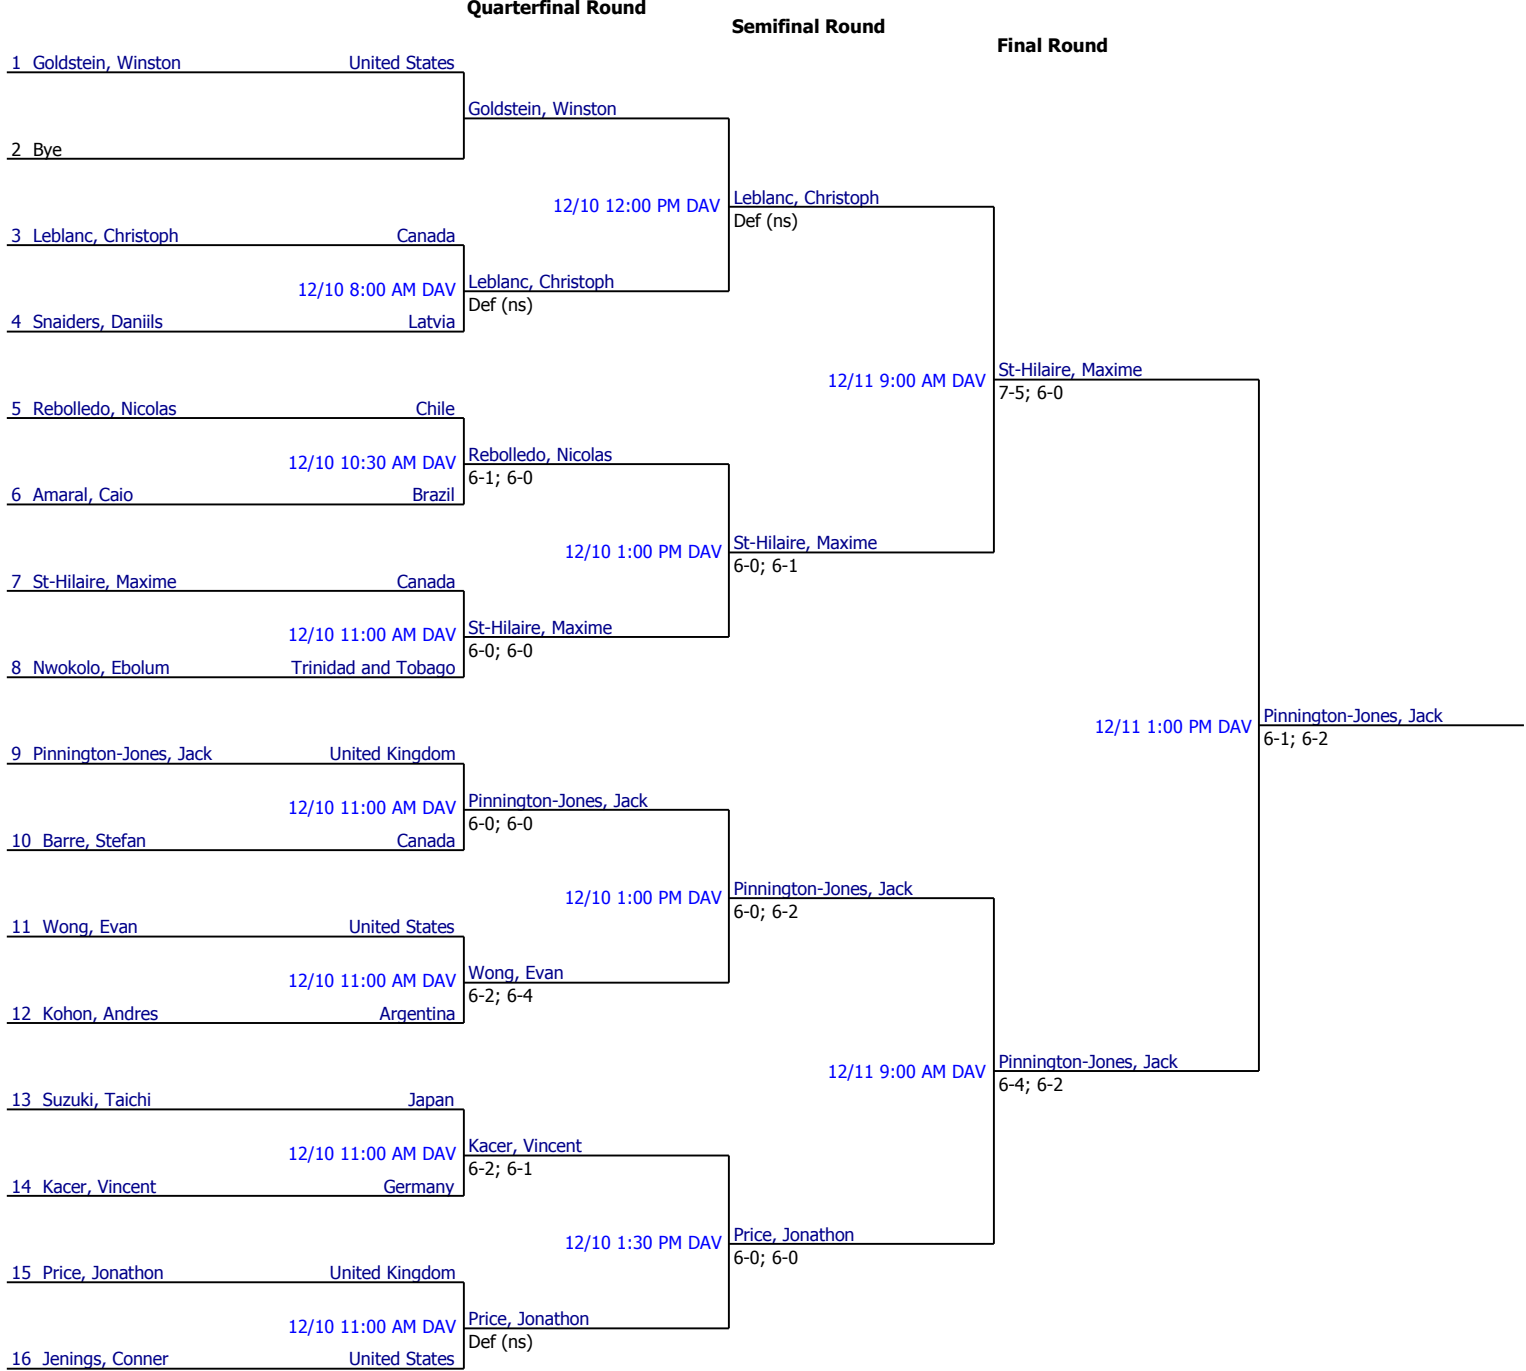 Quarterfinal Round
Semifinal Round
Final Round
1 Goldstein, Winston United States
Goldstein, Winston
2 Bye
12/10 12:00 PM DAV Leblanc, Christoph
Def (ns)
3 Leblanc, Christoph Canada
12/10 8:00 AM DAV Leblanc, Christoph
Def (ns)
4 Snaiders, Daniils Latvia
12/11 9:00 AM DAV St-Hilaire, Maxime
7-5; 6-0
5 Rebolledo, Nicolas Chile
12/10 10:30 AM DAV Rebolledo, Nicolas
6-1; 6-0
6 Amaral, Caio Brazil
12/10 1:00 PM DAV St-Hilaire, Maxime
6-0; 6-1
7 St-Hilaire, Maxime Canada
12/10 11:00 AM DAV St-Hilaire, Maxime
6-0; 6-0
8 Nwokolo, Ebolum Trinidad and Tobago
12/11 1:00 PM DAV Pinnington-Jones, Jack
6-1; 6-2
9 Pinnington-Jones, Jack United Kingdom
12/10 11:00 AM DAV Pinnington-Jones, Jack
6-0; 6-0
10 Barre, Stefan Canada
12/10 1:00 PM DAV Pinnington-Jones, Jack
6-0; 6-2
11 Wong, Evan United States
12/10 11:00 AM DAV Wong, Evan
6-2; 6-4
12 Kohon, Andres Argentina
12/11 9:00 AM DAV Pinnington-Jones, Jack
6-4; 6-2
13 Suzuki, Taichi Japan
12/10 11:00 AM DAV Kacer, Vincent
6-2; 6-1
14 Kacer, Vincent Germany
12/10 1:30 PM DAV Price, Jonathon
6-0; 6-0
15 Price, Jonathon United Kingdom
12/10 11:00 AM DAV Price, Jonathon
Def (ns)
16 Jenings, Conner United States